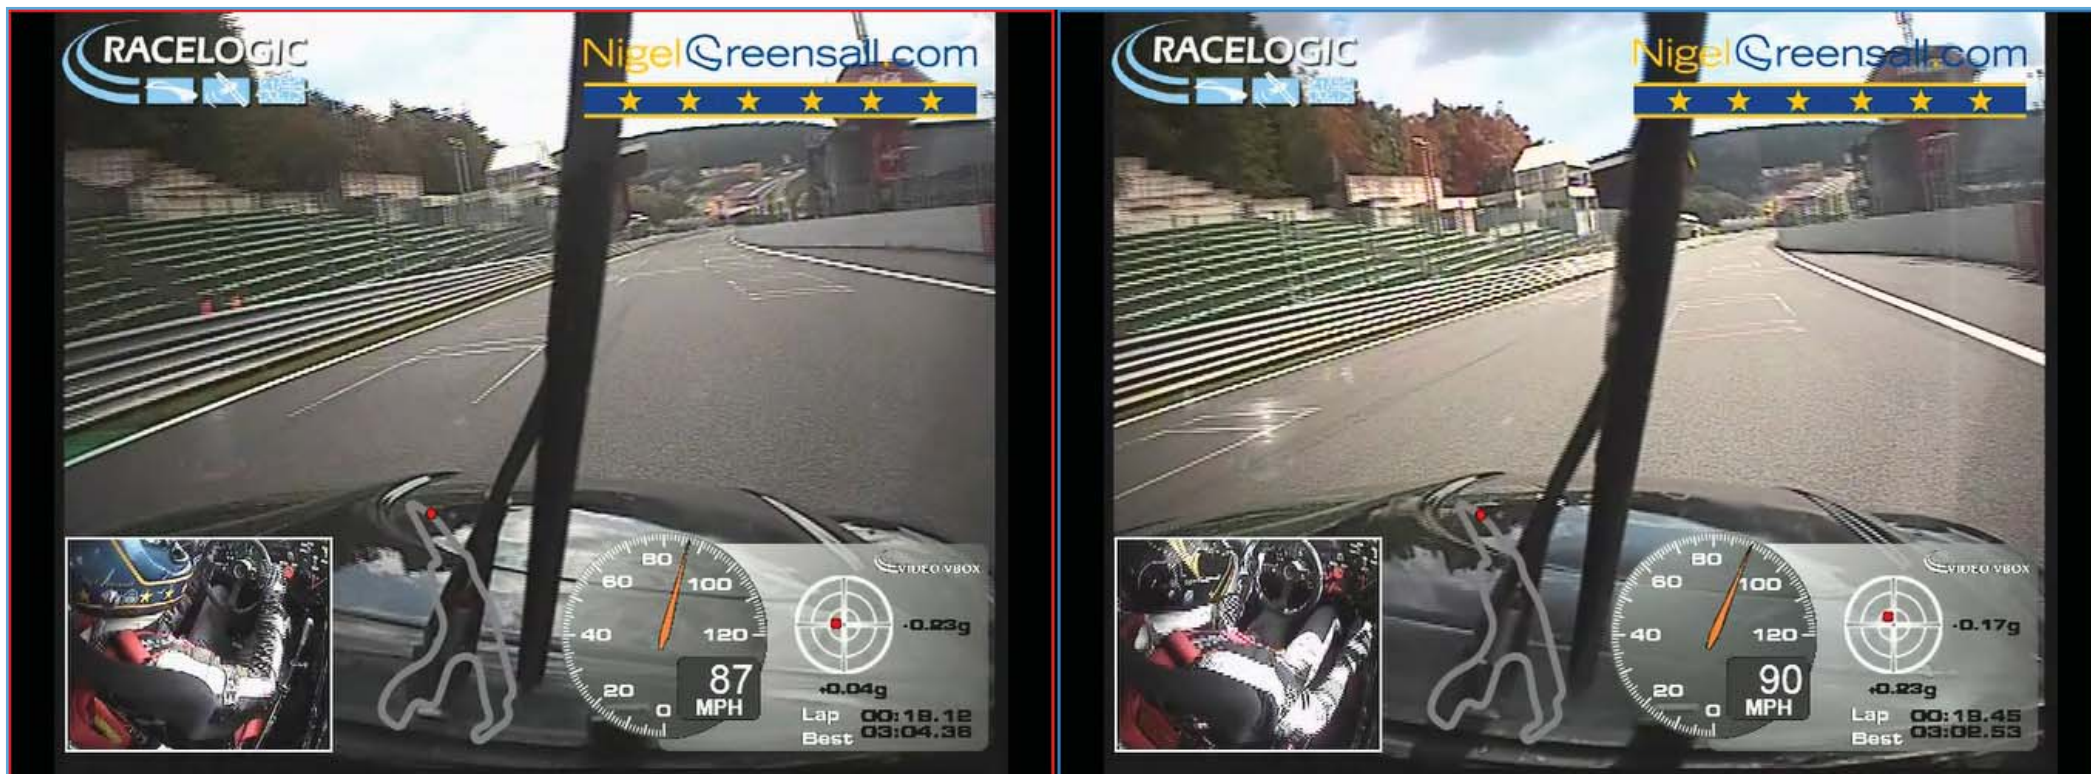 RACELOGIC
NigelGreensall.com
80
60
100
40
120
20
0
87
MPH
VIDEO VBOX
-0.23g
+0.04g
Lap 00:18.12
Best 03:04.38
RACELOGIC
NigelGreensall.com
80
60
100
40
120
20
0
90
MPH
VIDEO VBOX
-0.17g
+0.23g
Lap 00:18.45
Best 03:02.53